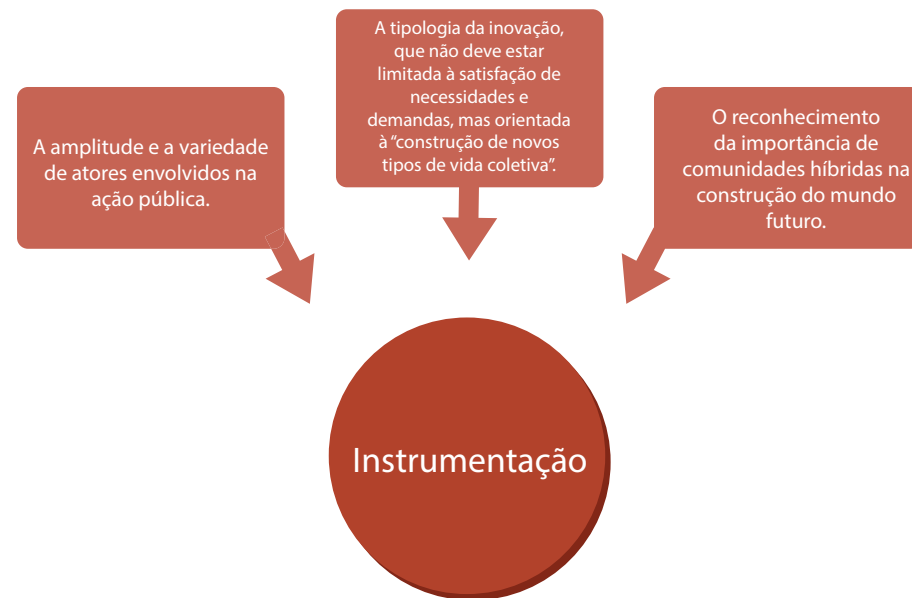 A amplitude e a variedade
de atores envolvidos na
ação pública.
A tipologia da inovação,
que não deve estar
limitada à satisfação de
necessidades e
demandas, mas orientada
à “construção de novos
tipos de vida coletiva”.
O reconhecimento
da importância de
comunidades híbridas na
construção do mundo
futuro.
Instrumentação